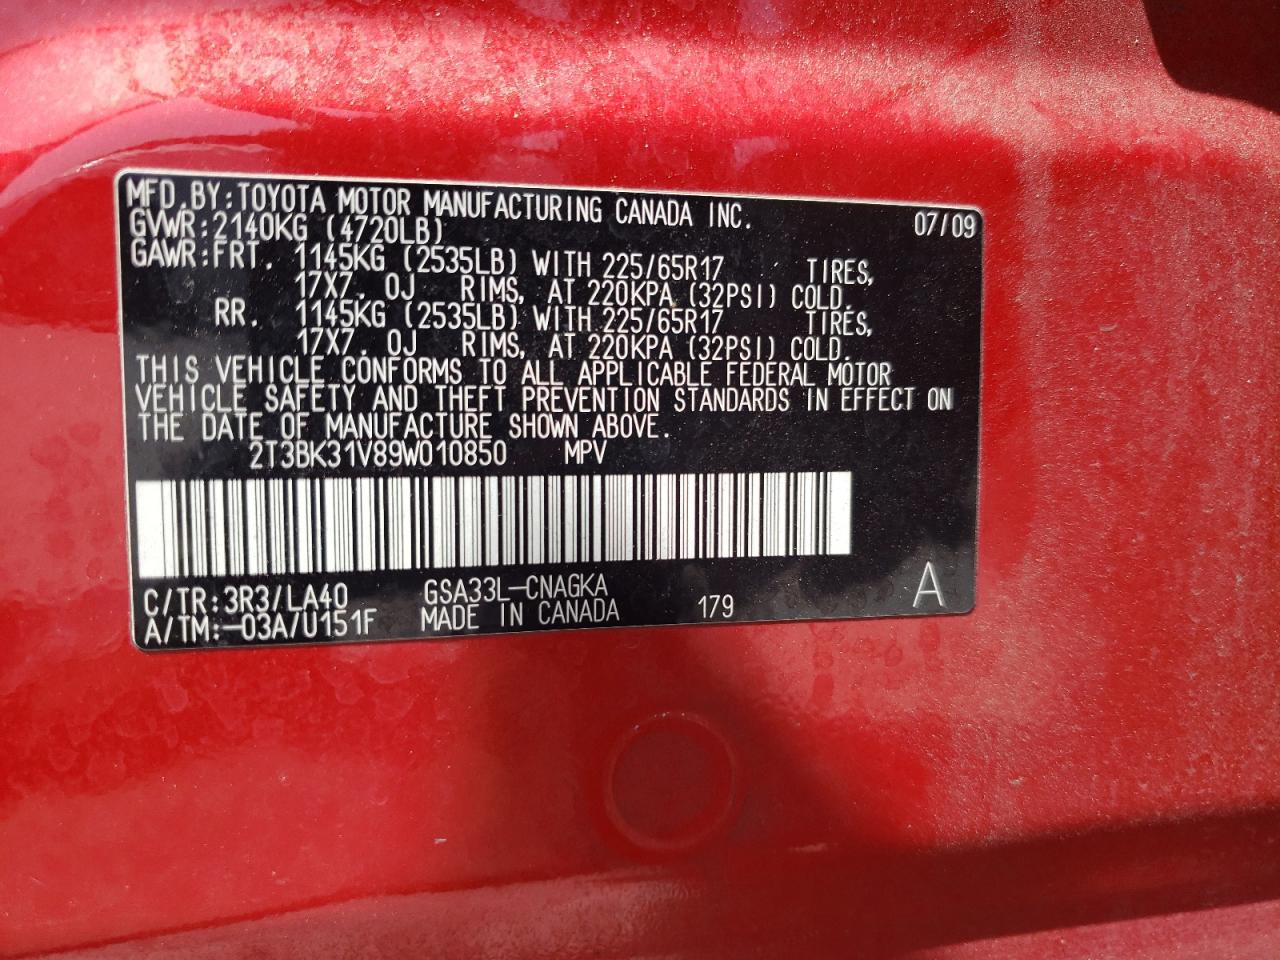 MFD.BY:TOYOTA MOTOR MANUFACTURING CANADA INC. 07/09
GVWR:2140KG (4720LB)
GAWR:FRT. 1145KG (2535LB) WITH 225/65R17 TIRES,
17X7.0J RIMS, AT 220KPA (32PSI) COLD.
RR. 1145KG (2535LB) WITH 225/65R17 TIRES,
17X7.0J RIMS, AT 220KPA (32PSI) COLD.
THIS VEHICLE CONFORMS TO ALL APPLICABLE FEDERAL MOTOR
VEHICLE SAFETY AND THEFT PREVENTION STANDARDS IN EFFECT ON
THE DATE OF MANUFACTURE SHOWN ABOVE.
2T3BK31V89W010850 MPV
C/TR:3R3/LA40 GSA33L-CNAGKA
A/TM:-03A/U151F MADE IN CANADA 179 A